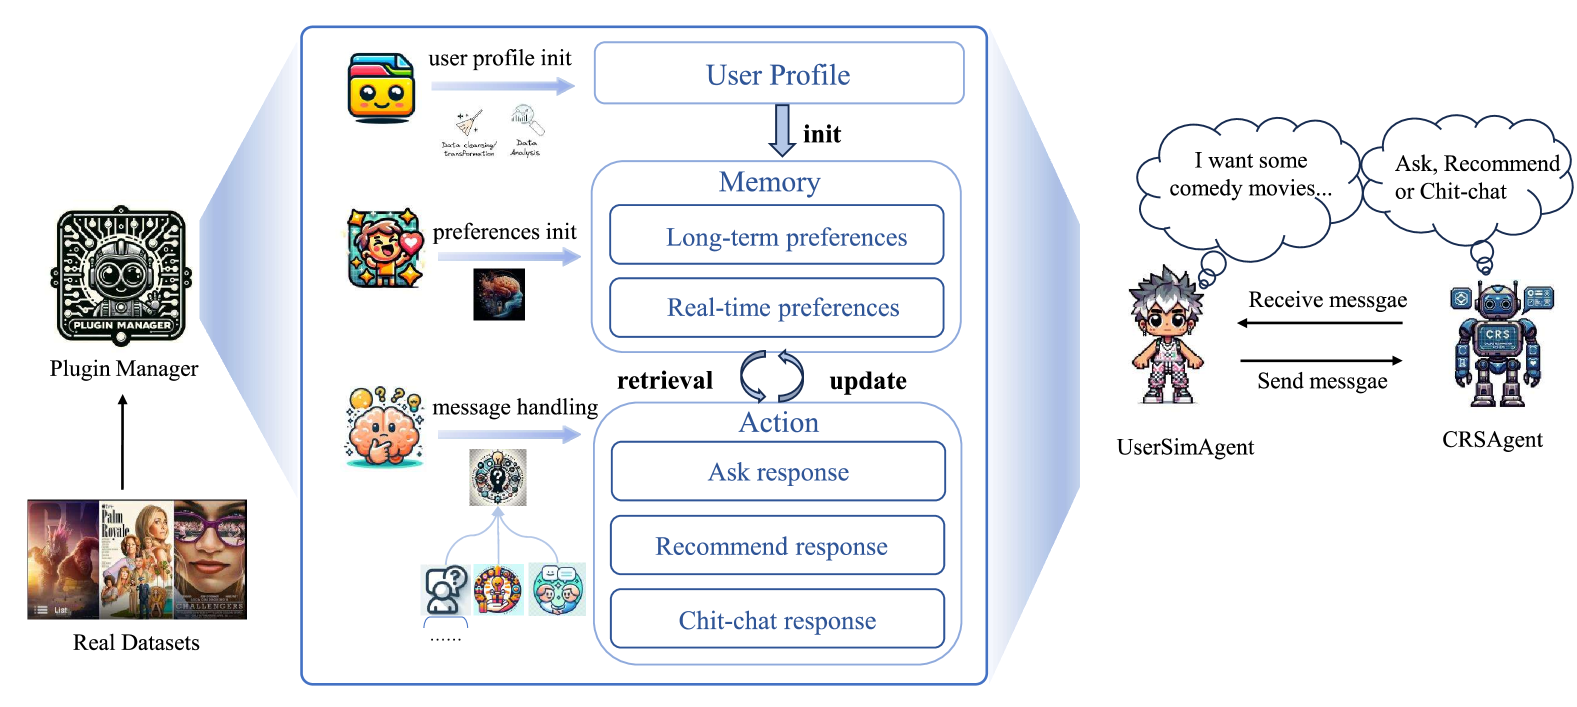 user profile init
User Profile
Data cleansing/
transformation
Data
Analysis
init
Memory
preferences init
Long-term preferences
Real-time preferences
retrieval
update
message handling
Action
Ask response
Recommend response
Chit-chat response
......
PLUGIN MANAGER
Plugin Manager
Palm
Royale
List
CHALLENGERS
Real Datasets
I want some
comedy movies...
Ask, Recommend
or Chit-chat
Receive messgae
Send messgae
CRS
UserSimAgent
CRSAgent